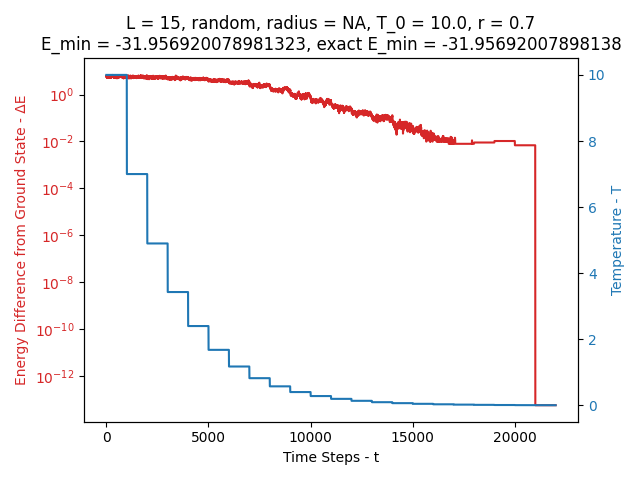 L = 15, random, radius = NA, T_0 = 10.0, r = 0.7
E_min = -31.956920078981323, exact E_min = -31.95692007898138
Energy Difference from Ground State - ΔE
10⁰
10⁻²
10⁻⁴
10⁻⁶
10⁻⁸
10⁻¹⁰
10⁻¹²
10
8
6
4
2
0
Temperature - T
0 5000 10000 15000 20000
Time Steps - t